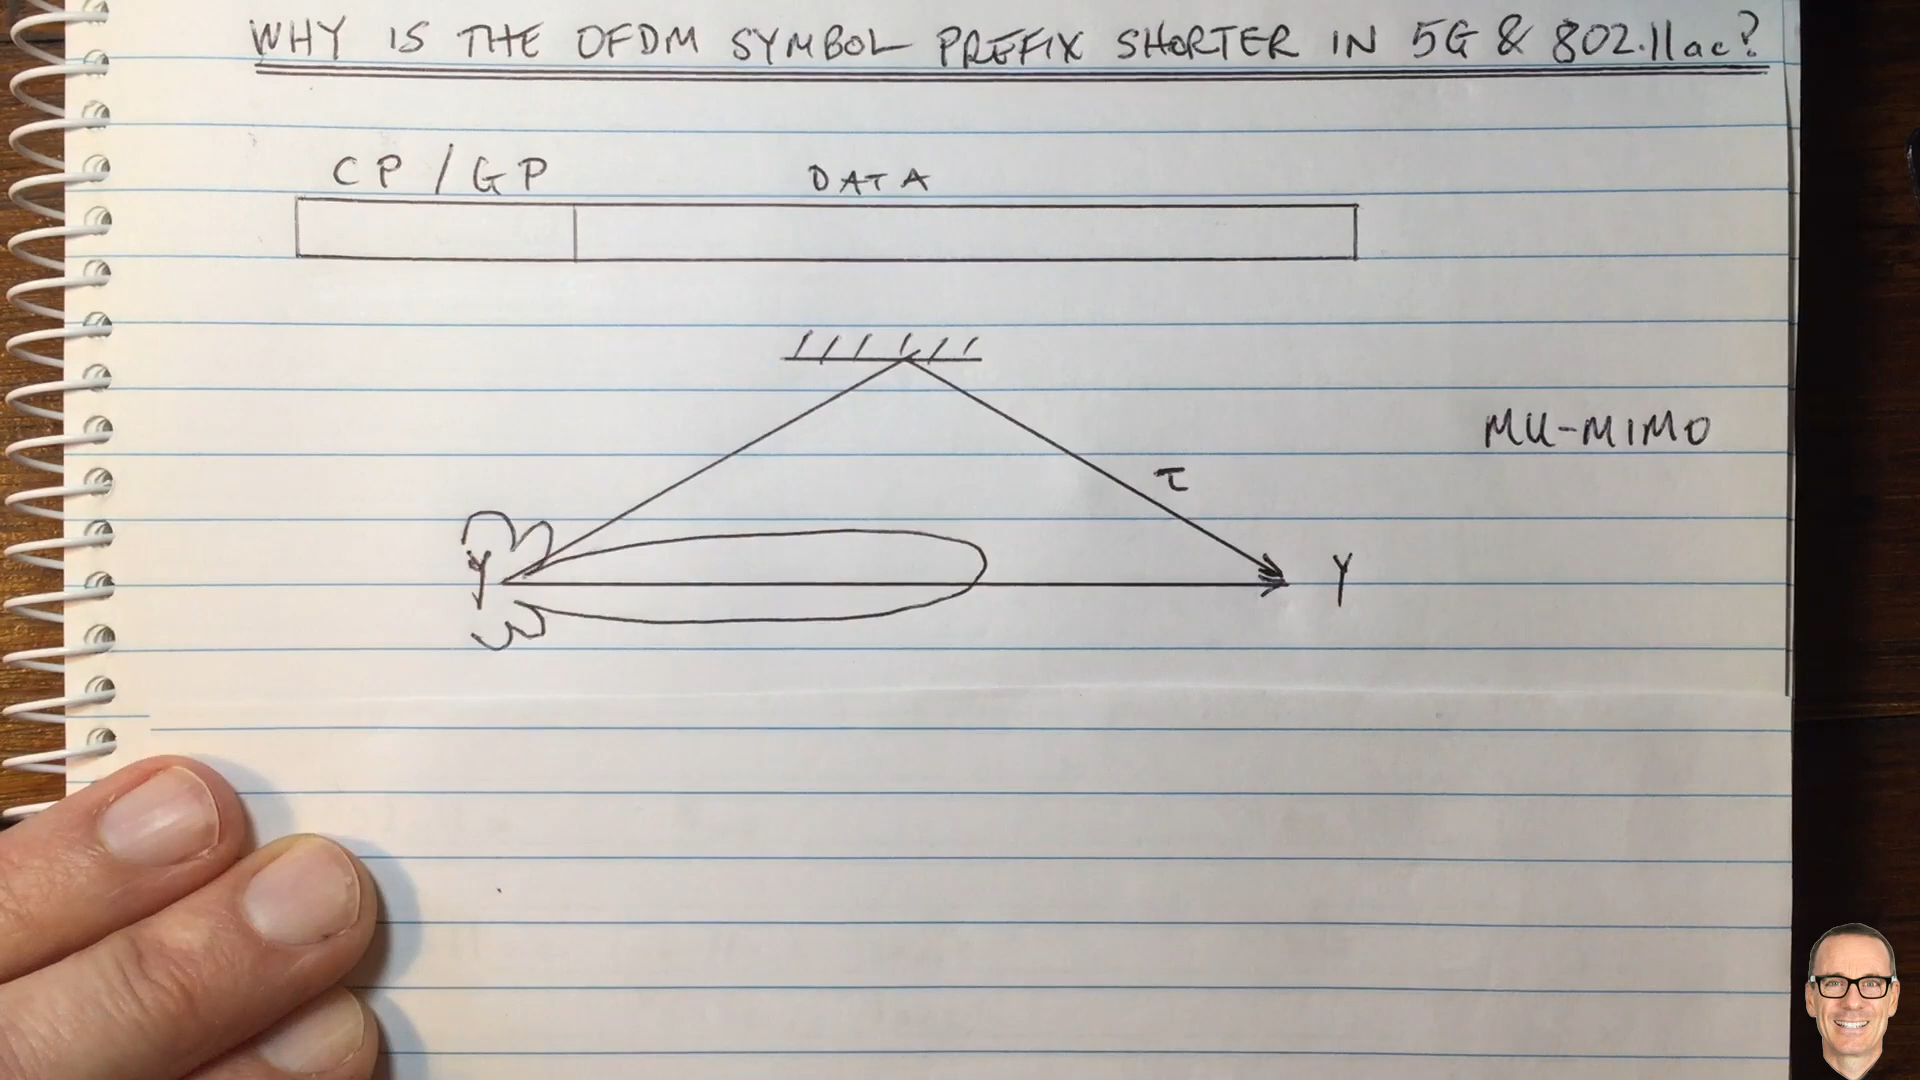 WHY IS THE OFDM SYMBOL PREFIX SHORTER IN 5G & 802.11ac?
CP / GP DATA
MU-MIMO
τ
Y Y